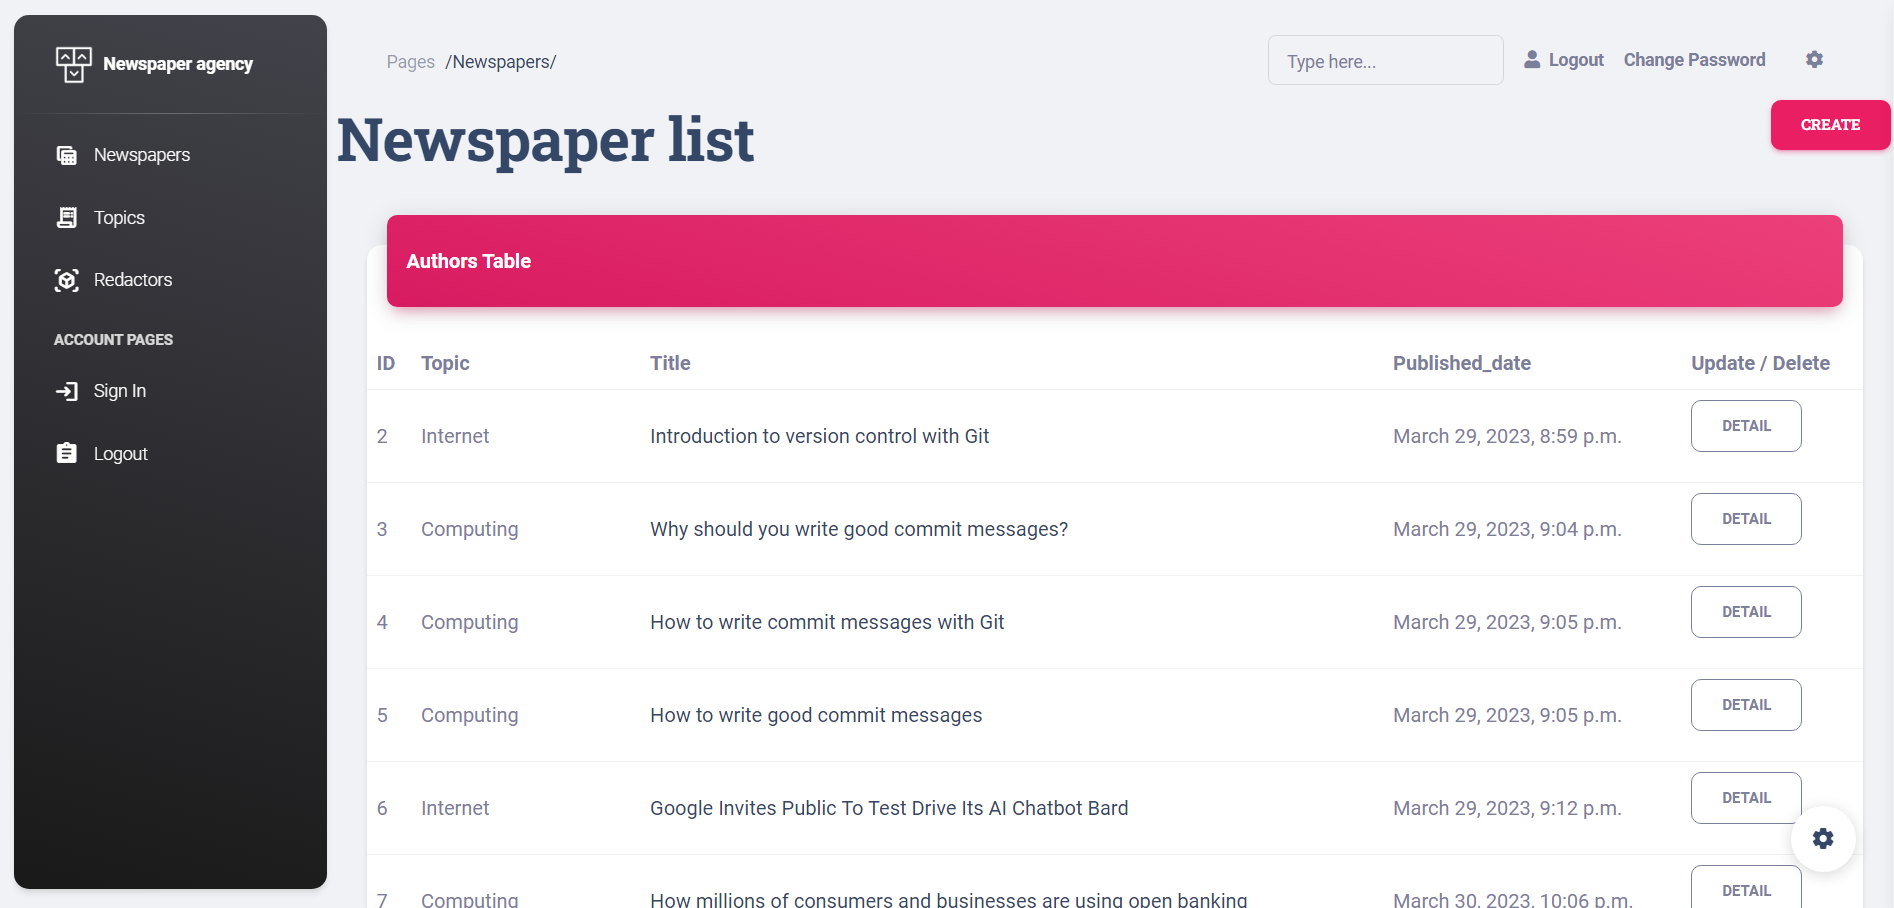 Newspaper agency
Newspapers
Topics
Redactors
ACCOUNT PAGES
Sign In
Logout
Pages /Newspapers/
Type here...
Logout
Change Password
Newspaper list
CREATE
Authors Table
ID Topic Title Published_date Update / Delete
2 Internet Introduction to version control with Git March 29, 2023, 8:59 p.m. DETAIL
3 Computing Why should you write good commit messages? March 29, 2023, 9:04 p.m. DETAIL
4 Computing How to write commit messages with Git March 29, 2023, 9:05 p.m. DETAIL
5 Computing How to write good commit messages March 29, 2023, 9:05 p.m. DETAIL
6 Internet Google Invites Public To Test Drive Its AI Chatbot Bard March 29, 2023, 9:12 p.m. DETAIL
7 Computing How millions of consumers and businesses are using open banking March 30, 2023, 10:06 p.m. DETAIL